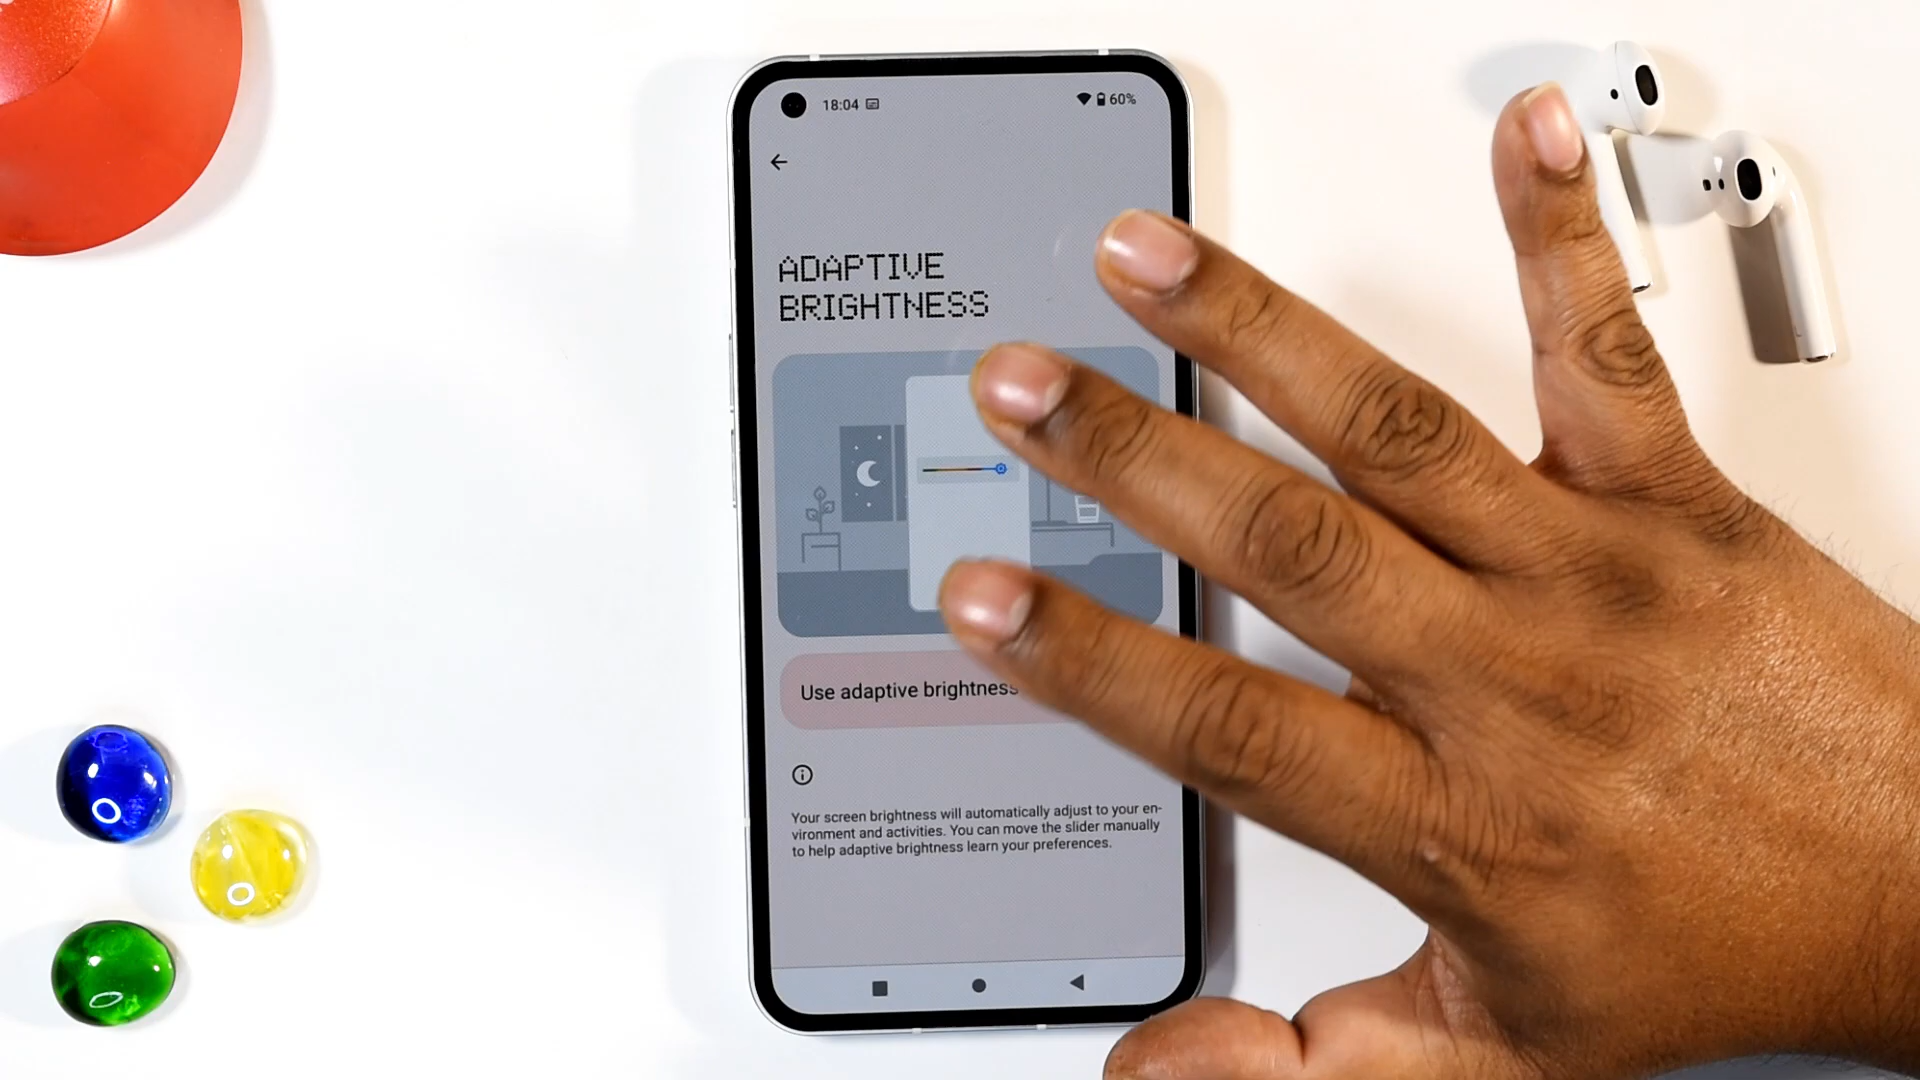 18:04
60%
ADAPTIVE
BRIGHTNESS
Use adaptive brightness
Your screen brightness will automatically adjust to your en-
vironment and activities. You can move the slider manually
to help adaptive brightness learn your preferences.